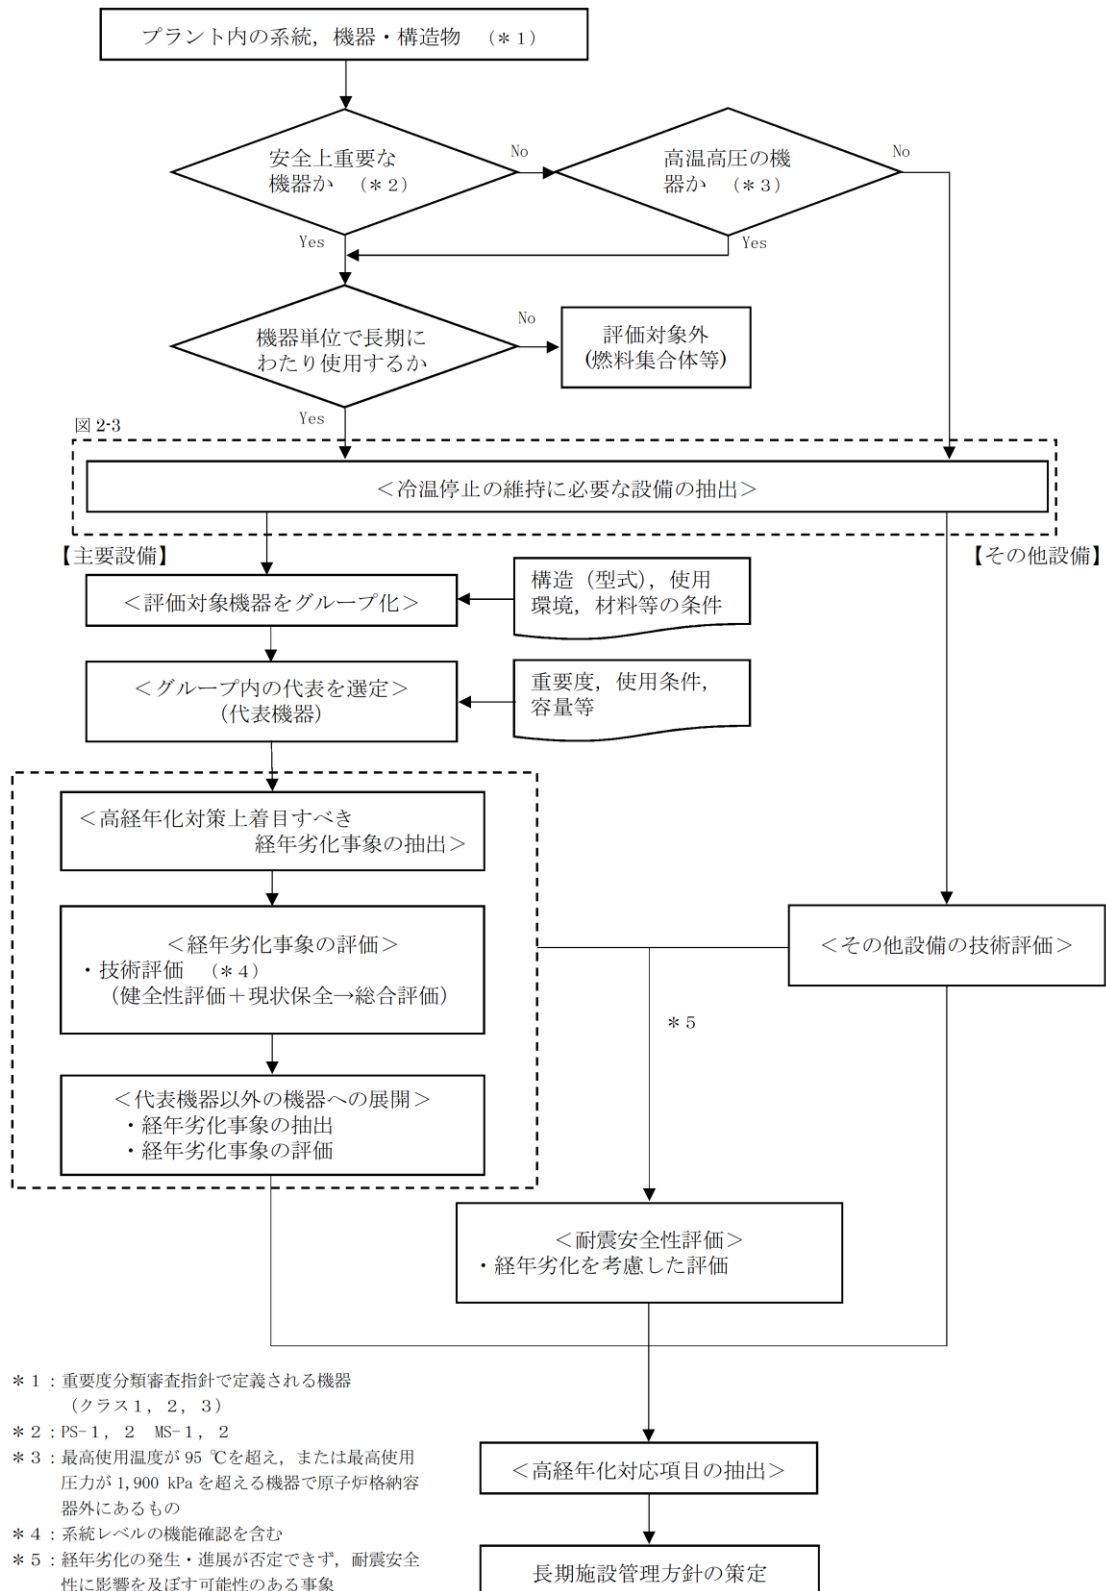 プラント内の系統，機器・構造物　（＊１）
安全上重要な
機器か　（＊２）
No
高温高圧の機
器か　（＊３）
No
Yes
Yes
機器単位で長期に
わたり使用するか
No
評価対象外
(燃料集合体等)
Yes
図 2-3
＜冷温停止の維持に必要な設備の抽出＞
【主要設備】
【その他設備】
＜評価対象機器をグループ化＞
構造（型式），使用
環境，材料等の条件
＜グループ内の代表を選定＞
（代表機器）
重要度，使用条件，
容量等
＜高経年化対策上着目すべき
経年劣化事象の抽出＞
＜経年劣化事象の評価＞
・技術評価　（＊４）
（健全性評価＋現状保全→総合評価）
＜その他設備の技術評価＞
＊５
＜代表機器以外の機器への展開＞
・経年劣化事象の抽出
・経年劣化事象の評価
＜耐震安全性評価＞
・経年劣化を考慮した評価
＊１：重要度分類審査指針で定義される機器
（クラス１，２，３）
＊２：PS-１，２　MS-１，２
＊３：最高使用温度が 95 ℃を超え，または最高使用
圧力が 1,900 kPa を超える機器で原子炉格納容
器外にあるもの
＊４：系統レベルの機能確認を含む
＊５：経年劣化の発生・進展が否定できず，耐震安全
性に影響を及ぼす可能性のある事象
＜高経年化対応項目の抽出＞
長期施設管理方針の策定